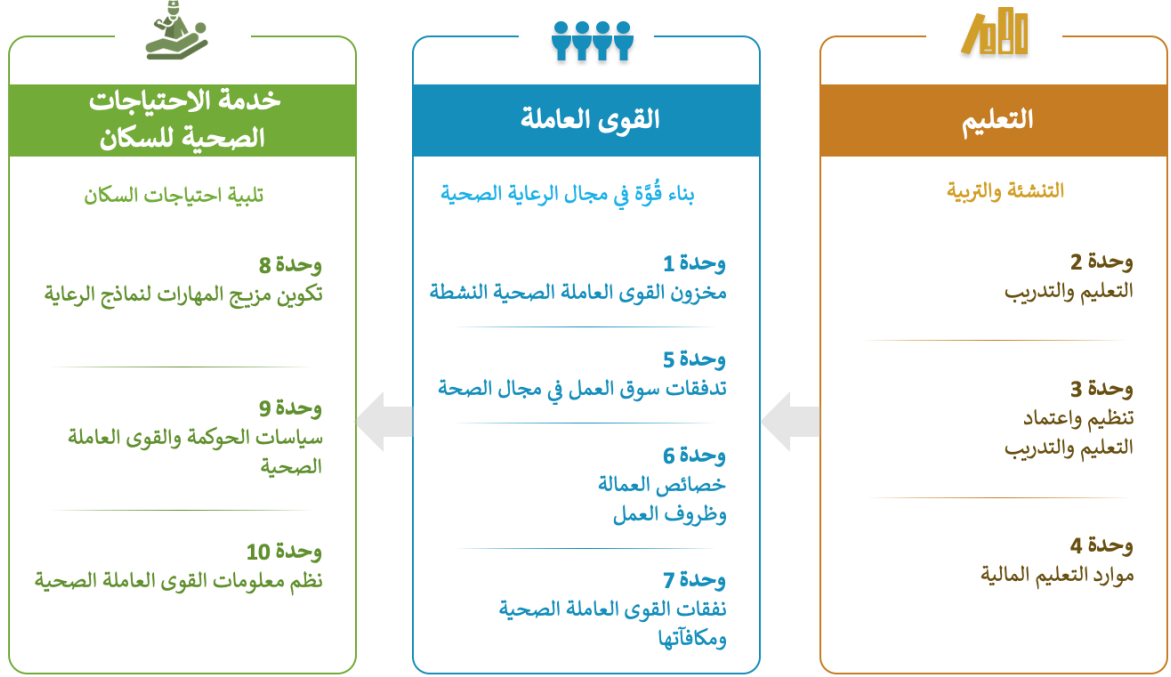 التعليم
التنشئة والتربية
وحدة 2
التعليم والتدريب
وحدة 3
تنظيم واعتماد
التعليم والتدريب
وحدة 4
موارد التعليم المالية
القوى العاملة
بناء قُوَّة في مجال الرعاية الصحية
وحدة 1
مخزون القوى العاملة الصحية النشطة
وحدة 5
تدفقات سوق العمل في مجال الصحة
وحدة 6
خصائص العمالة
وظروف العمل
وحدة 7
نفقات القوى العاملة الصحية
ومكافآتها
خدمة الاحتياجات
الصحية للسكان
تلبية احتياجات السكان
وحدة 8
تكوين مزيج المهارات لنماذج الرعاية
وحدة 9
سياسات الحوكمة والقوى العاملة
الصحية
وحدة 10
نظم معلومات القوى العاملة الصحية